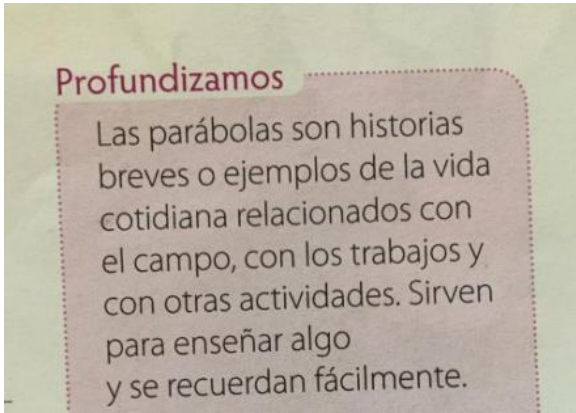 Profundizamos
Las parábolas son historias
breves o ejemplos de la vida
cotidiana relacionados con
el campo, con los trabajos y
con otras actividades. Sirven
para enseñar algo
y se recuerdan fácilmente.